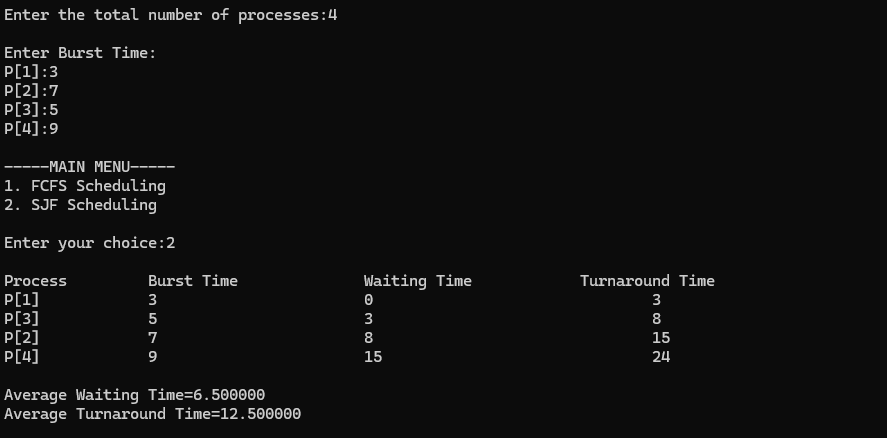 Enter the total number of processes:4
Enter Burst Time:
P[1]:3
P[2]:7
P[3]:5
P[4]:9
-----MAIN MENU-----
1. FCFS Scheduling
2. SJF Scheduling
Enter your choice:2
Process Burst Time Waiting Time Turnaround Time
P[1] 3 0 3
P[3] 5 3 8
P[2] 7 8 15
P[4] 9 15 24
Average Waiting Time=6.500000
Average Turnaround Time=12.500000